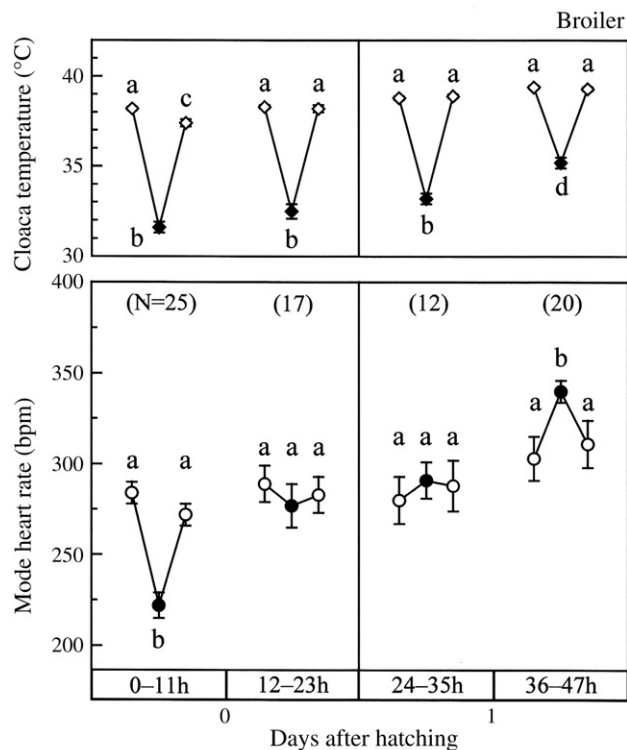 Broiler
Cloaca temperature (°C)
40
35
30
a
c
a
a
a
a
a
a
b
b
b
d
Mode heart rate (bpm)
400
350
300
250
200
(N=25)
(17)
(12)
(20)
a
a
a
a
a
a
a
a
a
b
a
b
0–11h
12–23h
24–35h
36–47h
0
1
Days after hatching